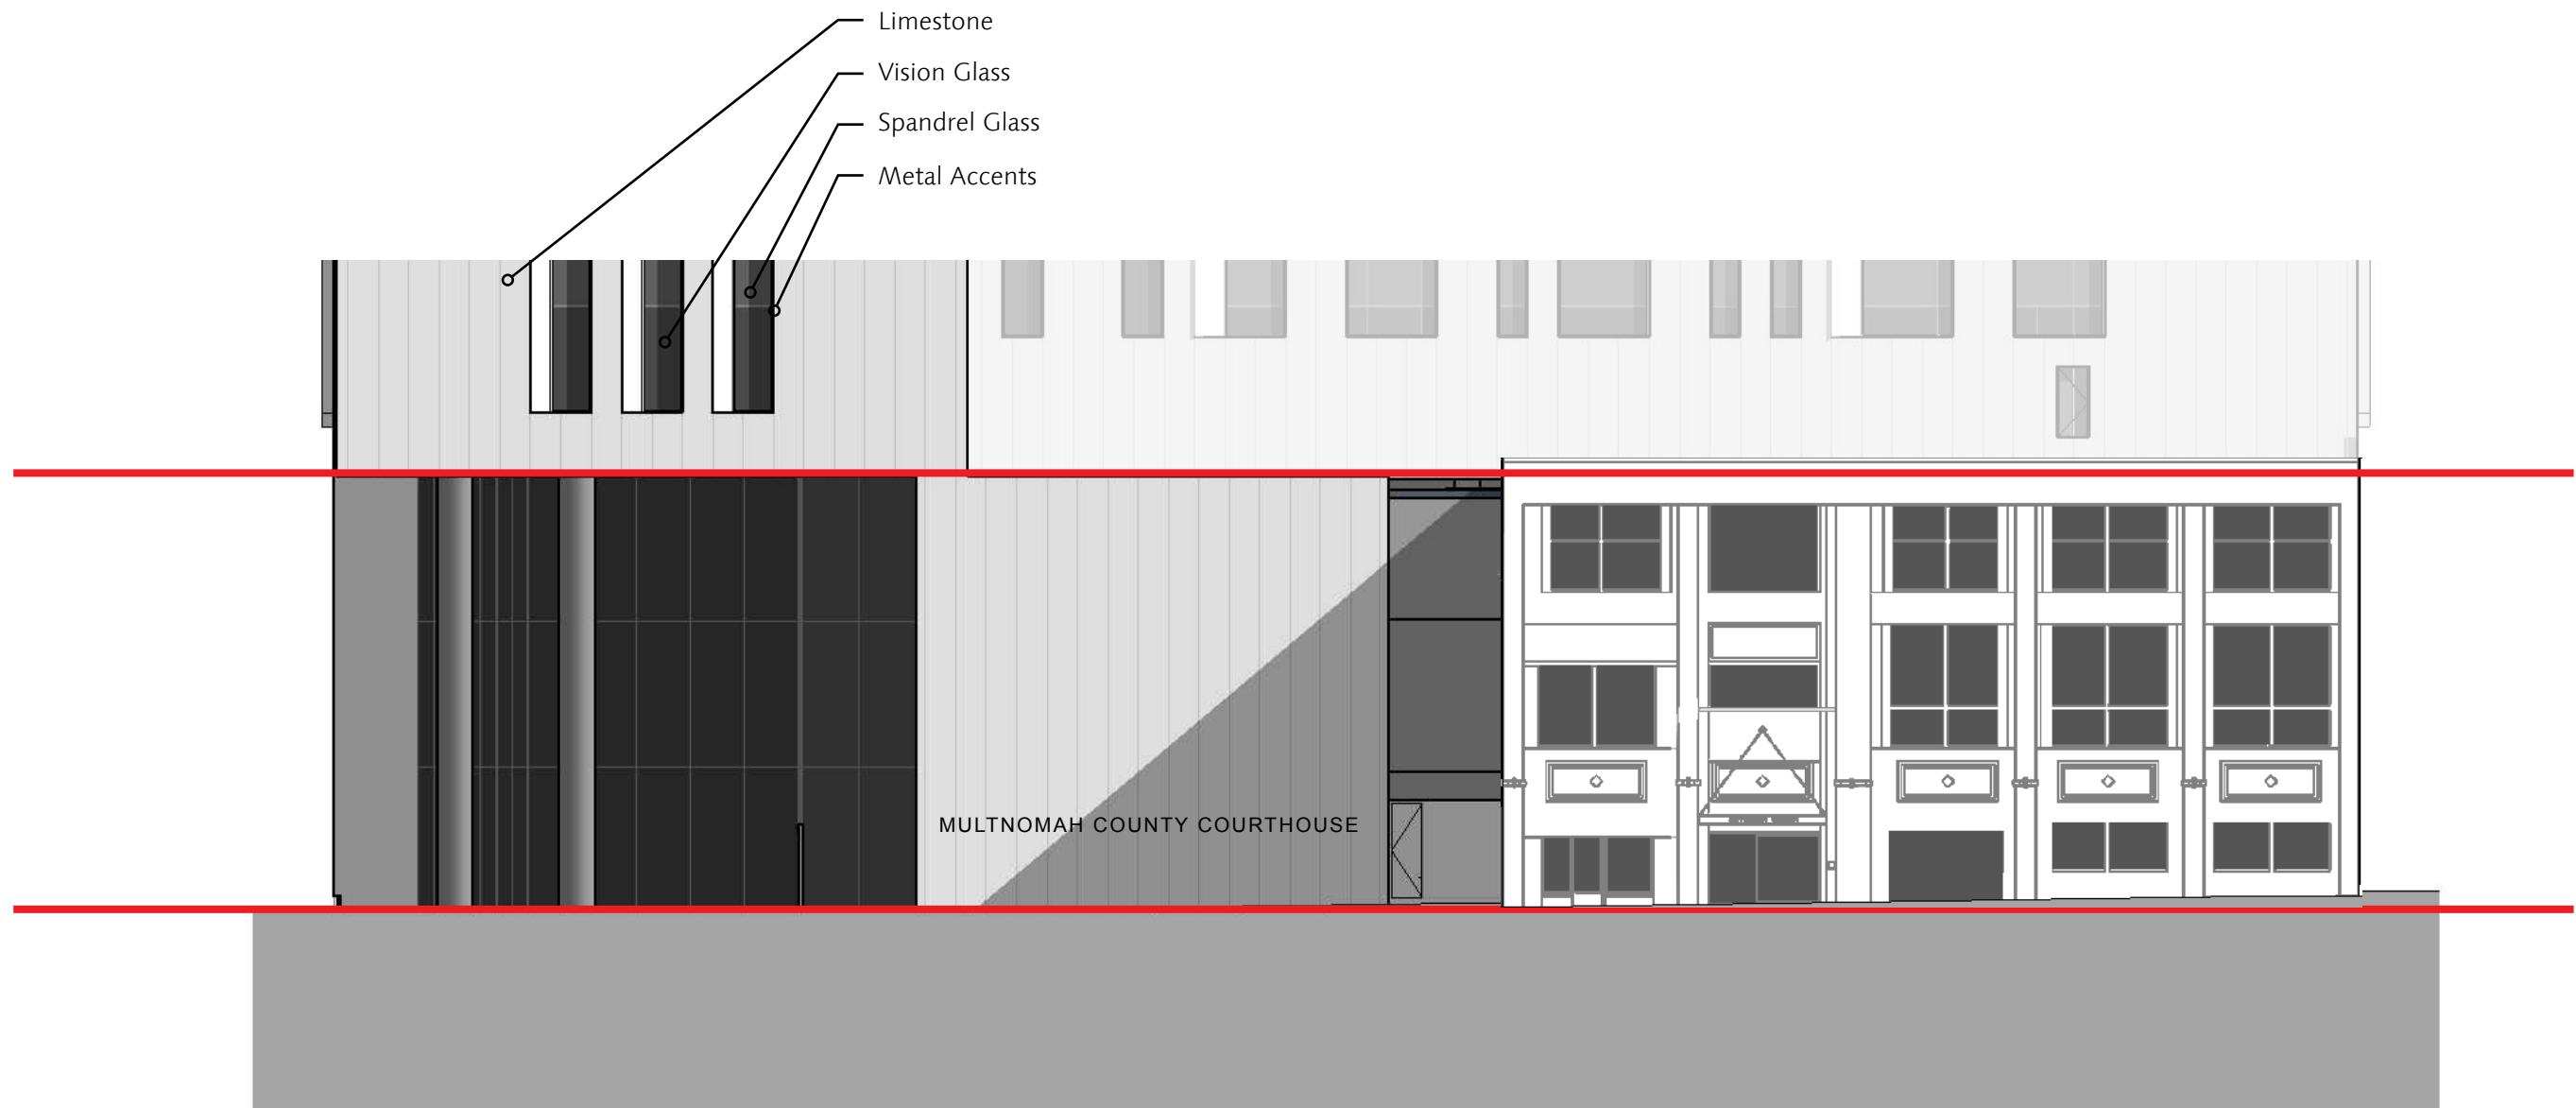 Limestone
Vision Glass
Spandrel Glass
Metal Accents
MULTNOMAH COUNTY COURTHOUSE